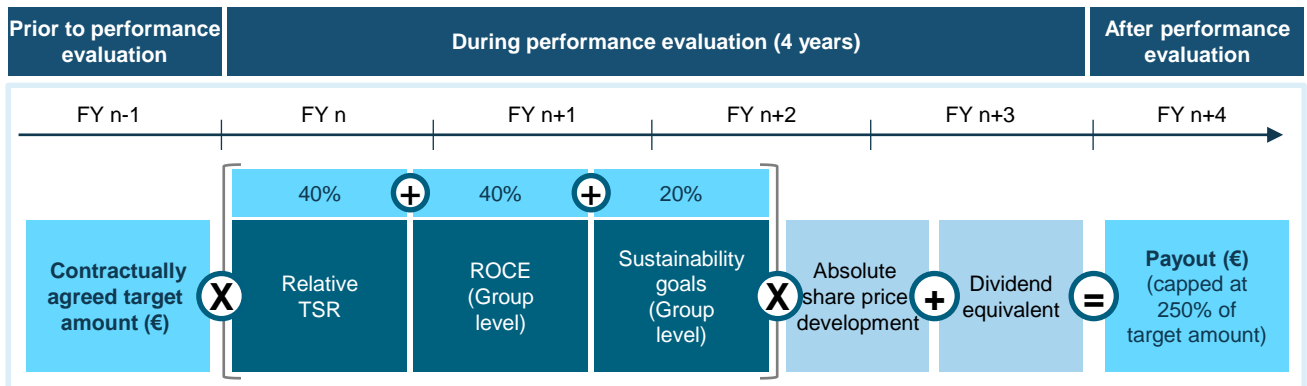 Prior to performance
evaluation
During performance evaluation (4 years)
After performance
evaluation
FY n-1
FY n
FY n+1
FY n+2
FY n+3
FY n+4
40%
+
40%
+
20%
Contractually
agreed target
amount (€)
X
Relative
TSR
ROCE
(Group
level)
Sustainability
goals
(Group
level)
X
Absolute
share price
development
+
Dividend
equivalent
=
Payout (€)
(capped at
250% of
target amount)